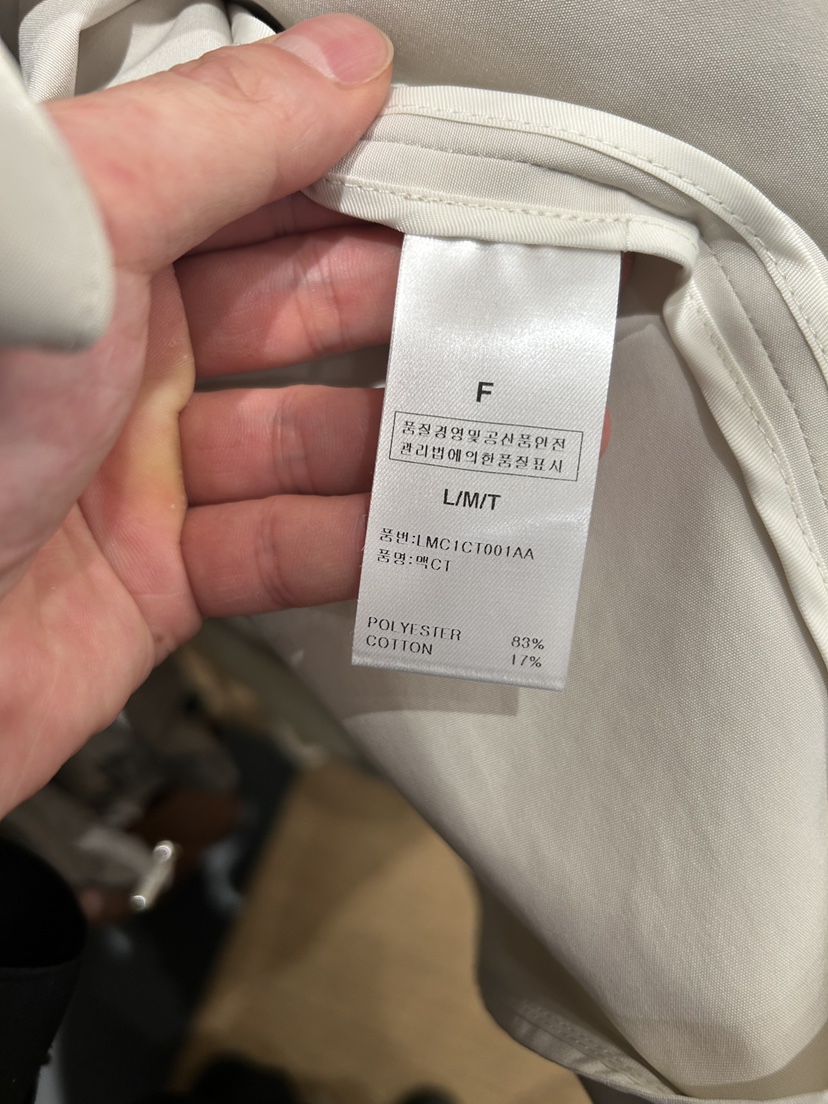 F
품질경영및공산품안전
관리법에의한품질표시
L/M/T
품번:LMC1CT001AA
품명:맥CT
POLYESTER 83%
COTTON 17%